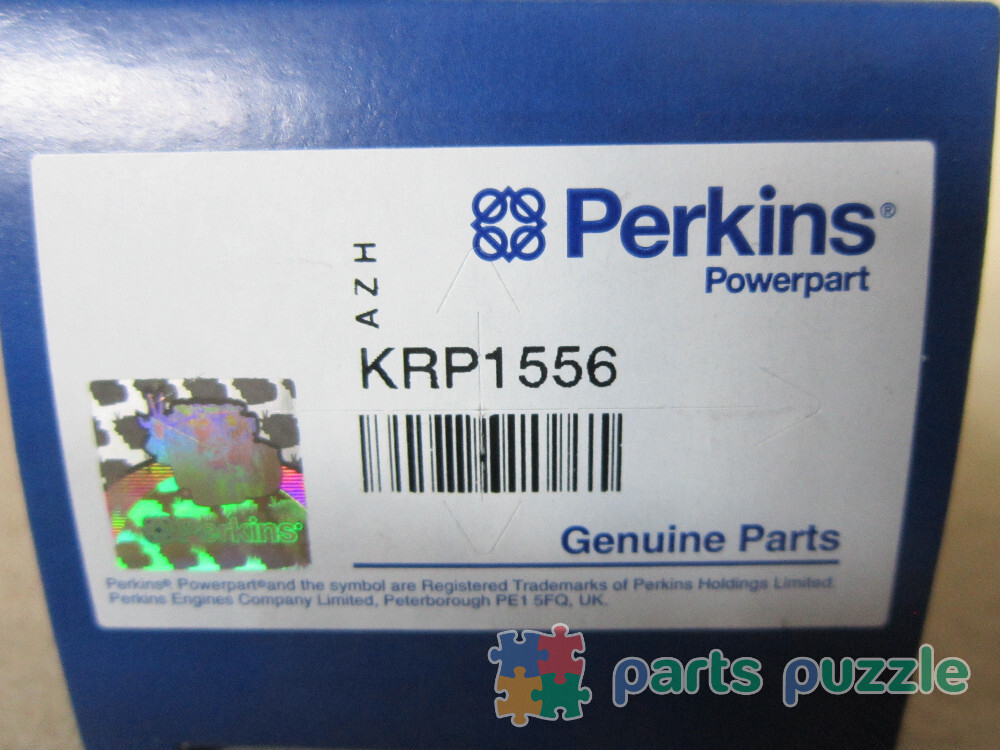 Perkins®
Powerpart
AZH
KRP1556
Perkins
Genuine Parts
Perkins® Powerpart® and the symbol are Registered Trademarks of Perkins Holdings Limited.
Perkins Engines Company Limited, Peterborough PE1 5FQ, UK.
parts puzzle